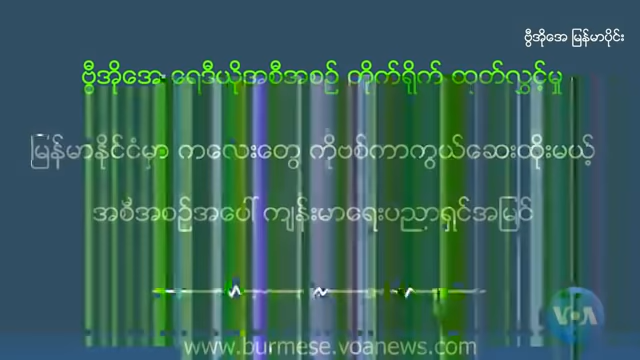 ဗွီအိုအေ မြန်မာပိုင်း
ဗွီအိုအေ ရေဒီယိုအစီအစဉ် တိုက်ရိုက် ထုတ်လွှင့်မှု
မြန်မာနိုင်ငံမှာ ကလေးတွေ ကိုဗစ်ကာကွယ်ဆေးထိုးမယ့်
အစီအစဉ်အပေါ် ကျန်းမာရေးပညာရှင်အမြင်
VOA
www.burmese.voanews.com